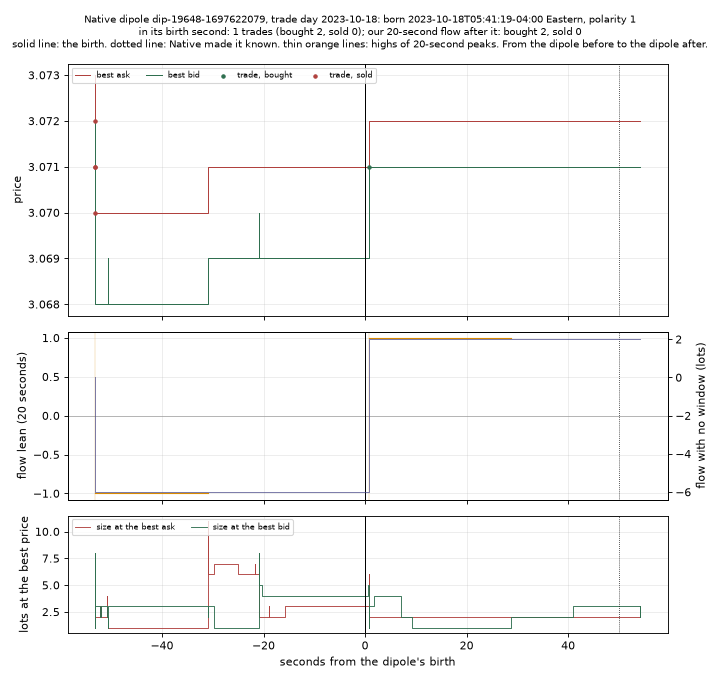 Native dipole dip-19648-1697622079, trade day 2023-10-18: born 2023-10-18T05:41:19-04:00 Eastern, polarity 1
in its birth second: 1 trades (bought 2, sold 0); our 20-second flow after it: bought 2, sold 0
solid line: the birth. dotted line: Native made it known. thin orange lines: highs of 20-second peaks. From the dipole before to the dipole after.
best ask
best bid
trade, bought
trade, sold
3.073
3.072
3.071
3.070
3.069
3.068
price
1.0
0.5
0.0
−0.5
−1.0
flow lean (20 seconds)
2
0
−2
−4
−6
flow with no window (lots)
size at the best ask
size at the best bid
10.0
7.5
5.0
2.5
lots at the best price
−40
−20
0
20
40
seconds from the dipole's birth